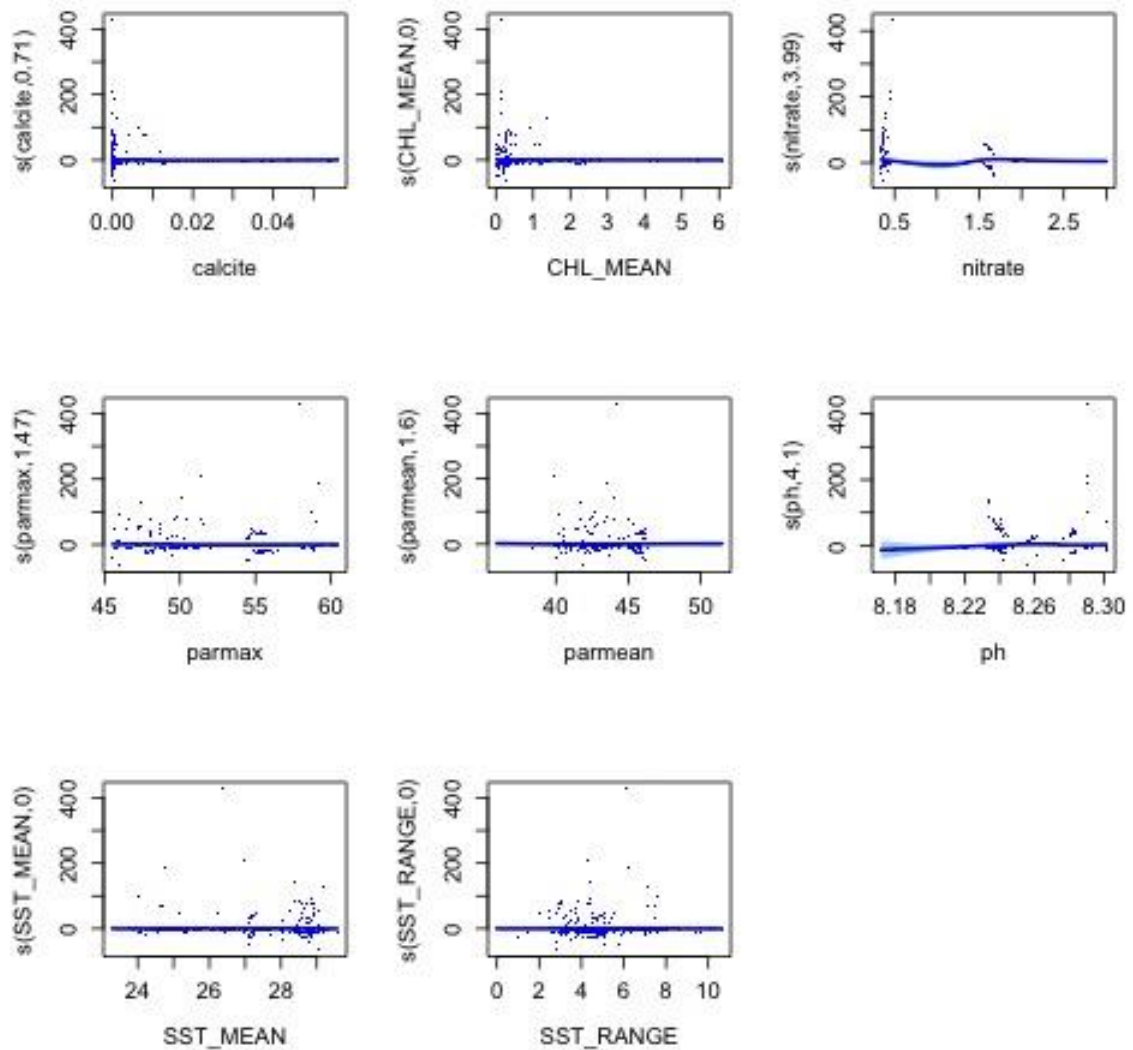 s(calcite,0.71)
400
200
0
0.00 0.02 0.04
calcite
s(CHL_MEAN,0)
400
200
0
0 1 2 3 4 5 6
CHL_MEAN
s(nitrate,3.99)
400
200
0
0.5 1.5 2.5
nitrate
s(parmax,1.47)
400
200
0
45 50 55 60
parmax
s(parmean,1.6)
400
200
0
40 45 50
parmean
s(ph,4.1)
400
200
0
8.18 8.22 8.26 8.30
ph
s(SST_MEAN,0)
400
200
0
24 26 28
SST_MEAN
s(SST_RANGE,0)
400
200
0
0 2 4 6 8 10
SST_RANGE